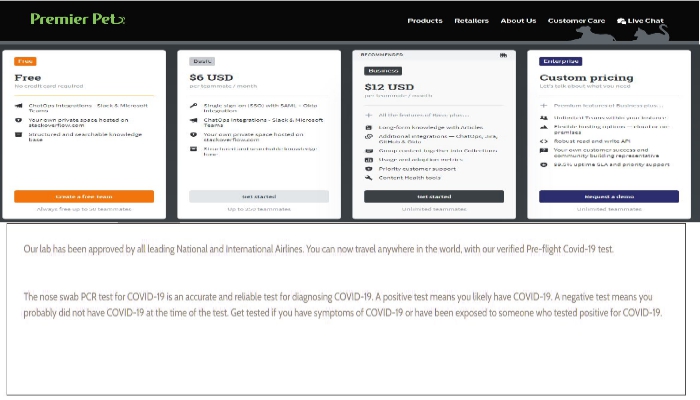 Premier Pet
Products Retailers About Us Customer Care Live Chat
Free
Free
No credit card required
ChatOps Integrations - Slack & Microsoft
Teams
Your own private space hosted on
stackoverflow.com
Structured and searchable knowledge
base
Create a free team
Always free up to 50 teammates
Basic
$6 USD
per teammate / month
Single sign-on (SSO) with SAML - Okta
Integration
ChatOps Integrations - Slack & Microsoft
Teams
Your own private space hosted on
stackoverflow.com
Structured and searchable knowledge
base
Get started
Up to 250 teammates
RECOMMENDED
Business
$12 USD
per teammate / month
All the features of Basic, plus...
Long-form knowledge with Articles
Additional integrations — ChatOps, Jira,
GitHub & Okta
Group content together into Collections
Usage and adoption metrics
Priority customer support
Content Health tools
Get started
Unlimited teammates
Enterprise
Custom pricing
Let's talk about what you need
Premium features of Business plus...
Unlimited Teams within your instance
Flexible hosting options — cloud or on-
premises
Robust read and write API
Your own customer success and
community building representative
99.5% uptime SLA and priority support
Request a demo
Unlimited teammates
Our lab has been approved by all leading National and International Airlines. You can now travel anywhere in the world, with our verified Pre-flight Covid-19 test.
The nose swab PCR test for COVID-19 is an accurate and reliable test for diagnosing COVID-19. A positive test means you likely have COVID-19. A negative test means you
probably did not have COVID-19 at the time of the test. Get tested if you have symptoms of COVID-19 or have been exposed to someone who tested positive for COVID-19.